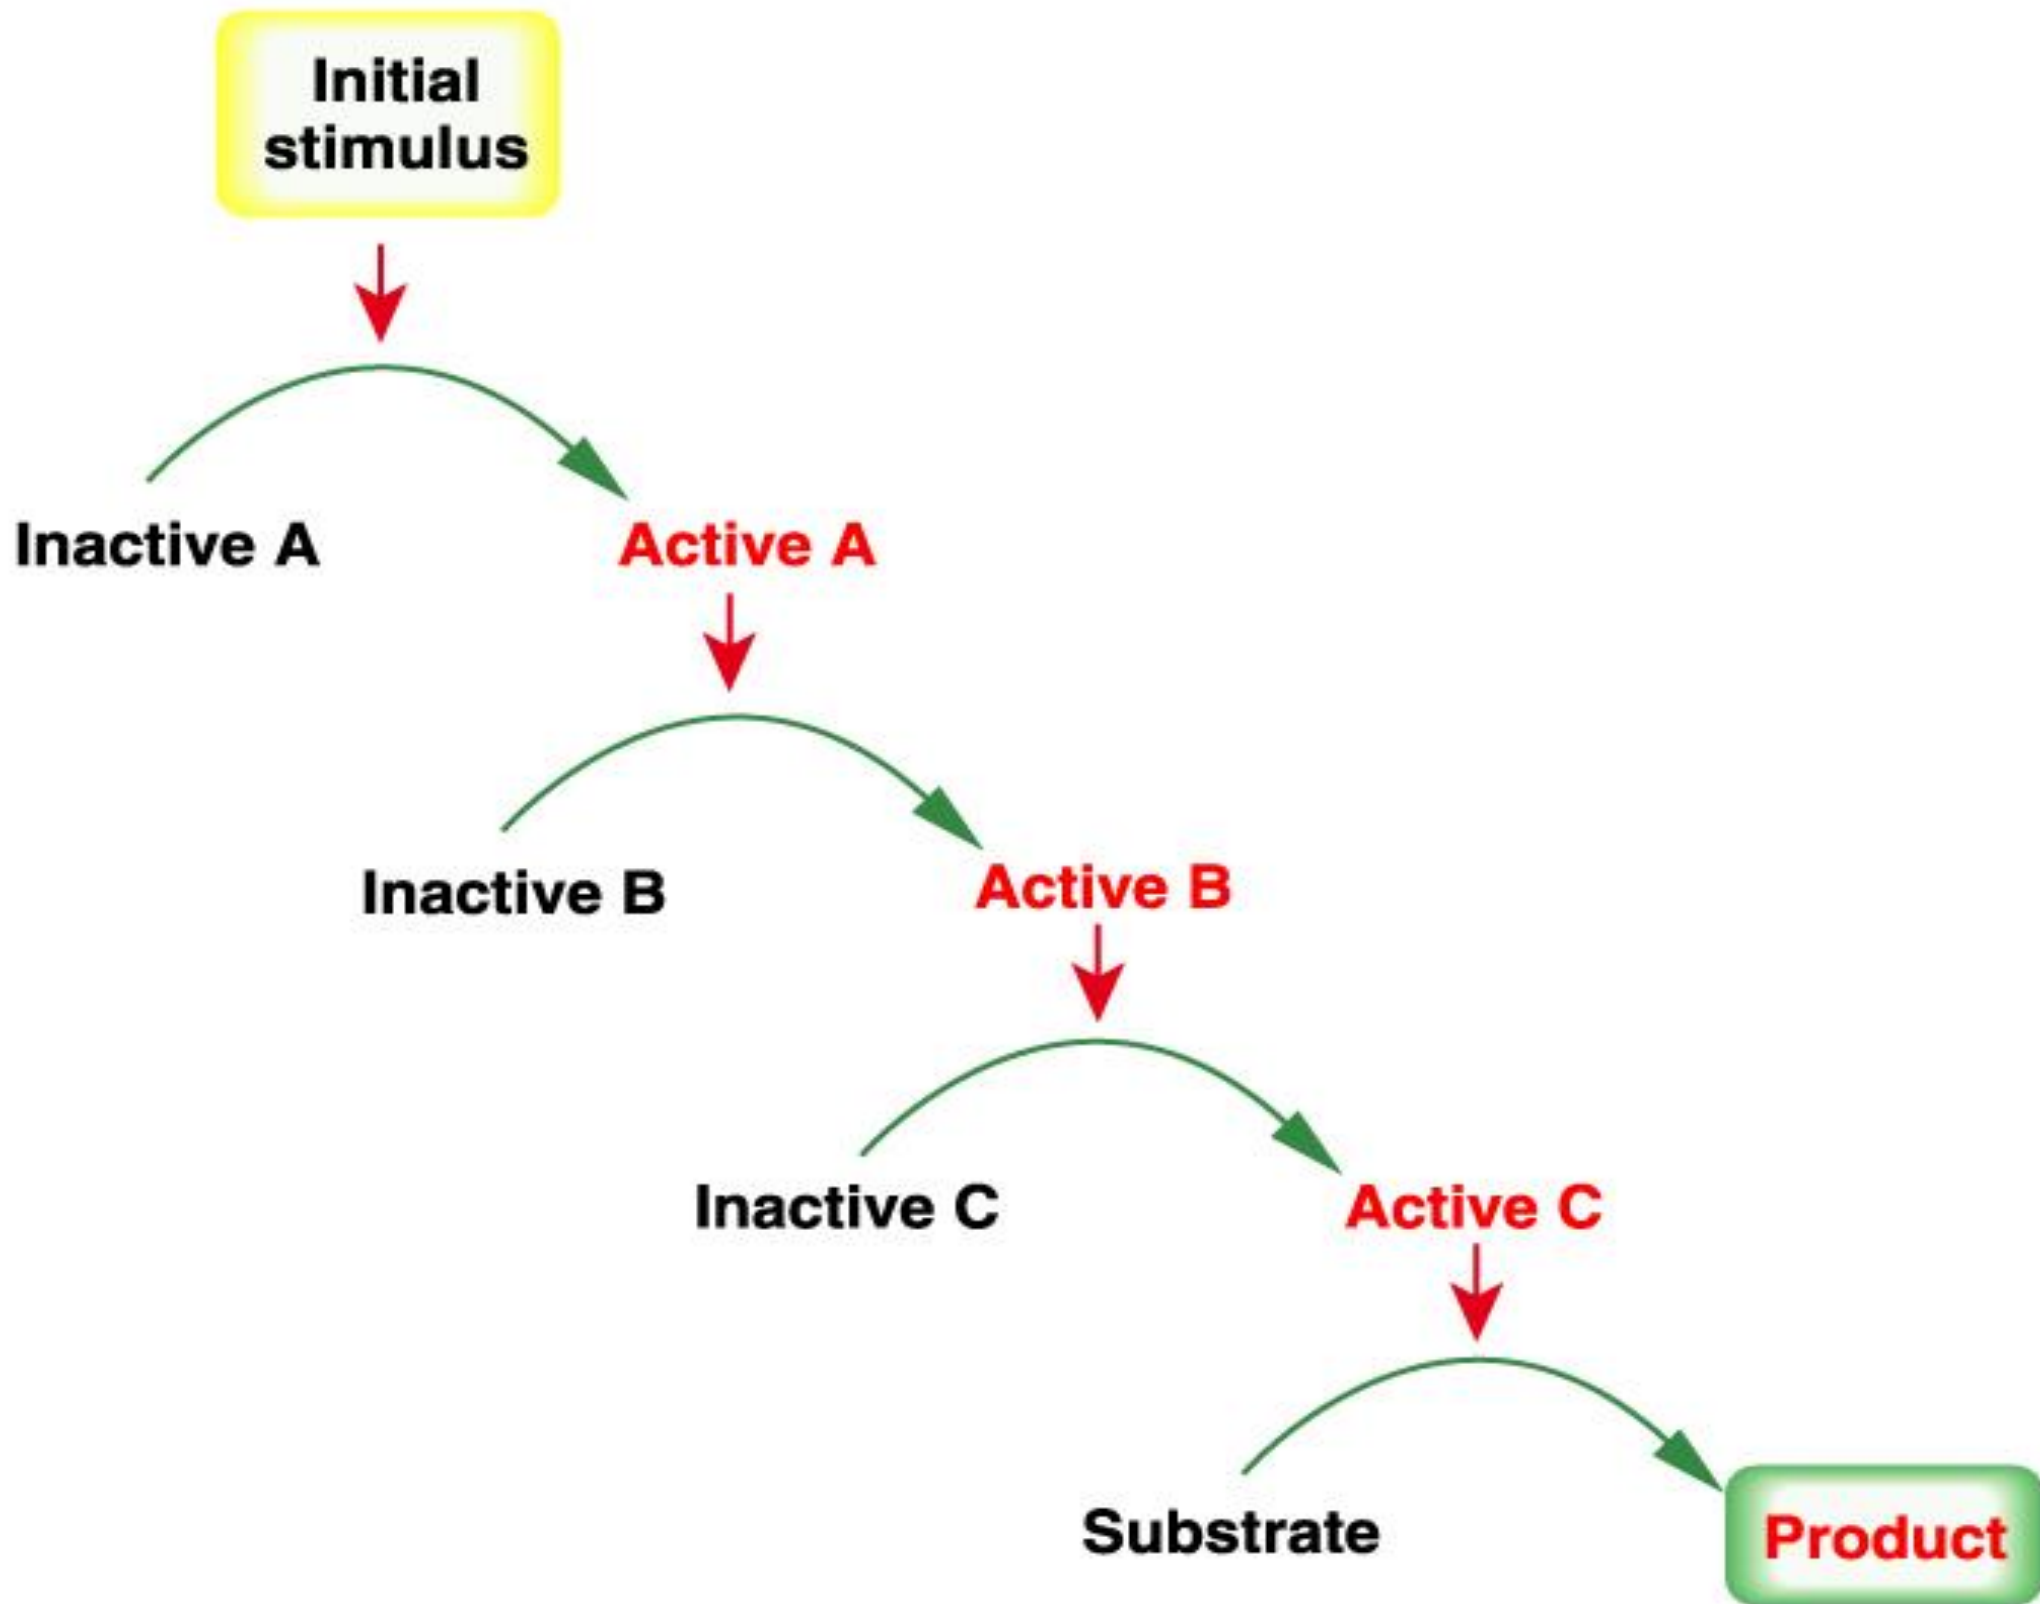 Initial
stimulus
Inactive A
Active A
Inactive B
Active B
Inactive C
Active C
Substrate
Product